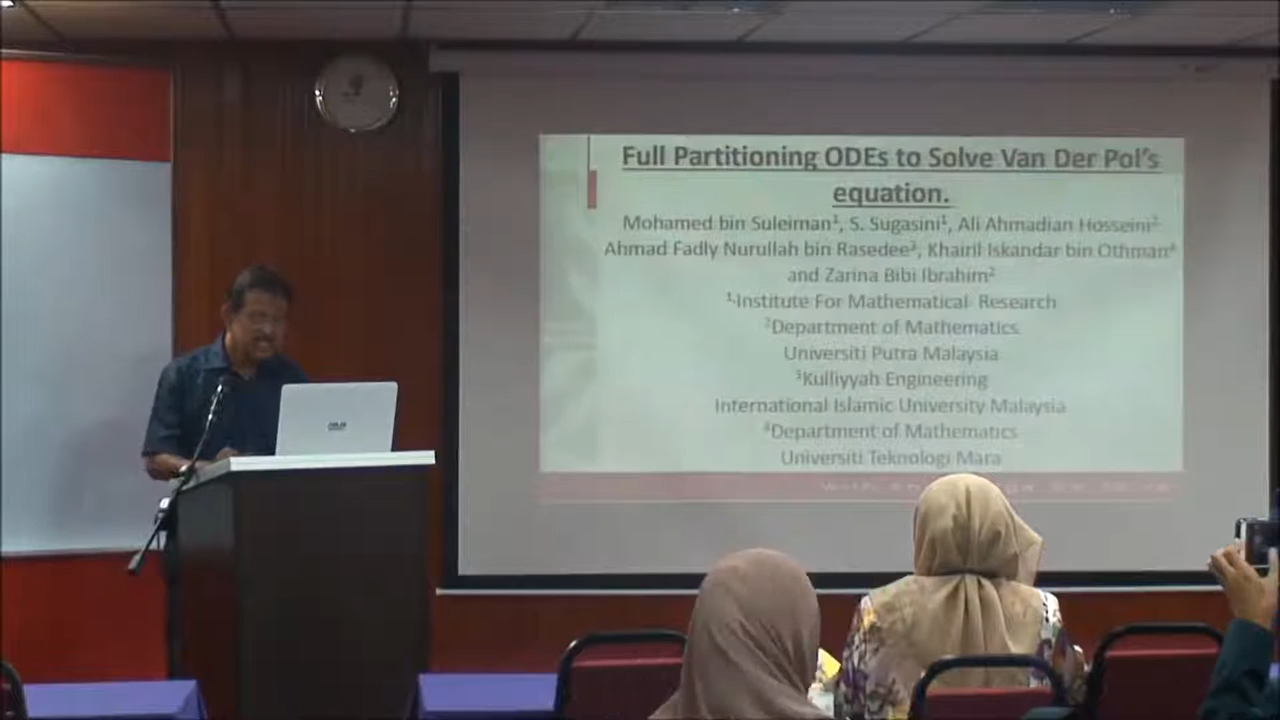 Full Partitioning ODEs to Solve Van Der Pol's
equation.
Mohamed bin Suleiman¹, S. Sugasini¹, Ali Ahmadian Hosseini²
Ahmad Fadly Nurullah bin Rasedee³, Khairil Iskandar bin Othman⁴
and Zarina Bibi Ibrahim²
¹Institute For Mathematical Research
²Department of Mathematics
Universiti Putra Malaysia
³Kulliyyah Engineering
International Islamic University Malaysia
⁴Department of Mathematics
Universiti Teknologi Mara
ASUS